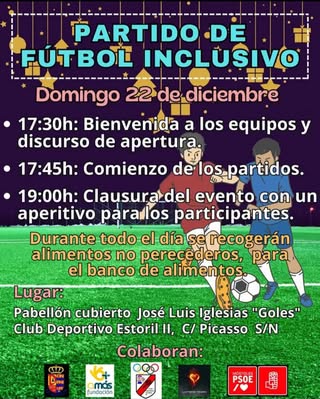 PARTIDO DE
FÚTBOL INCLUSIVO
Domingo 22 de diciembre
• 17:30h: Bienvenida a los equipos y
discurso de apertura.
• 17:45h: Comienzo de los partidos.
• 19:00h: Clausura del evento con un
aperitivo para los participantes.
Durante todo el día se recogerán
alimentos no perecederos, para
el banco de alimentos.
Lugar:
Pabellón cubierto José Luis Iglesias "Goles"
Club Deportivo Estoril II, C/ Picasso S/N
Colaboran:
amás
fundación
PSOE